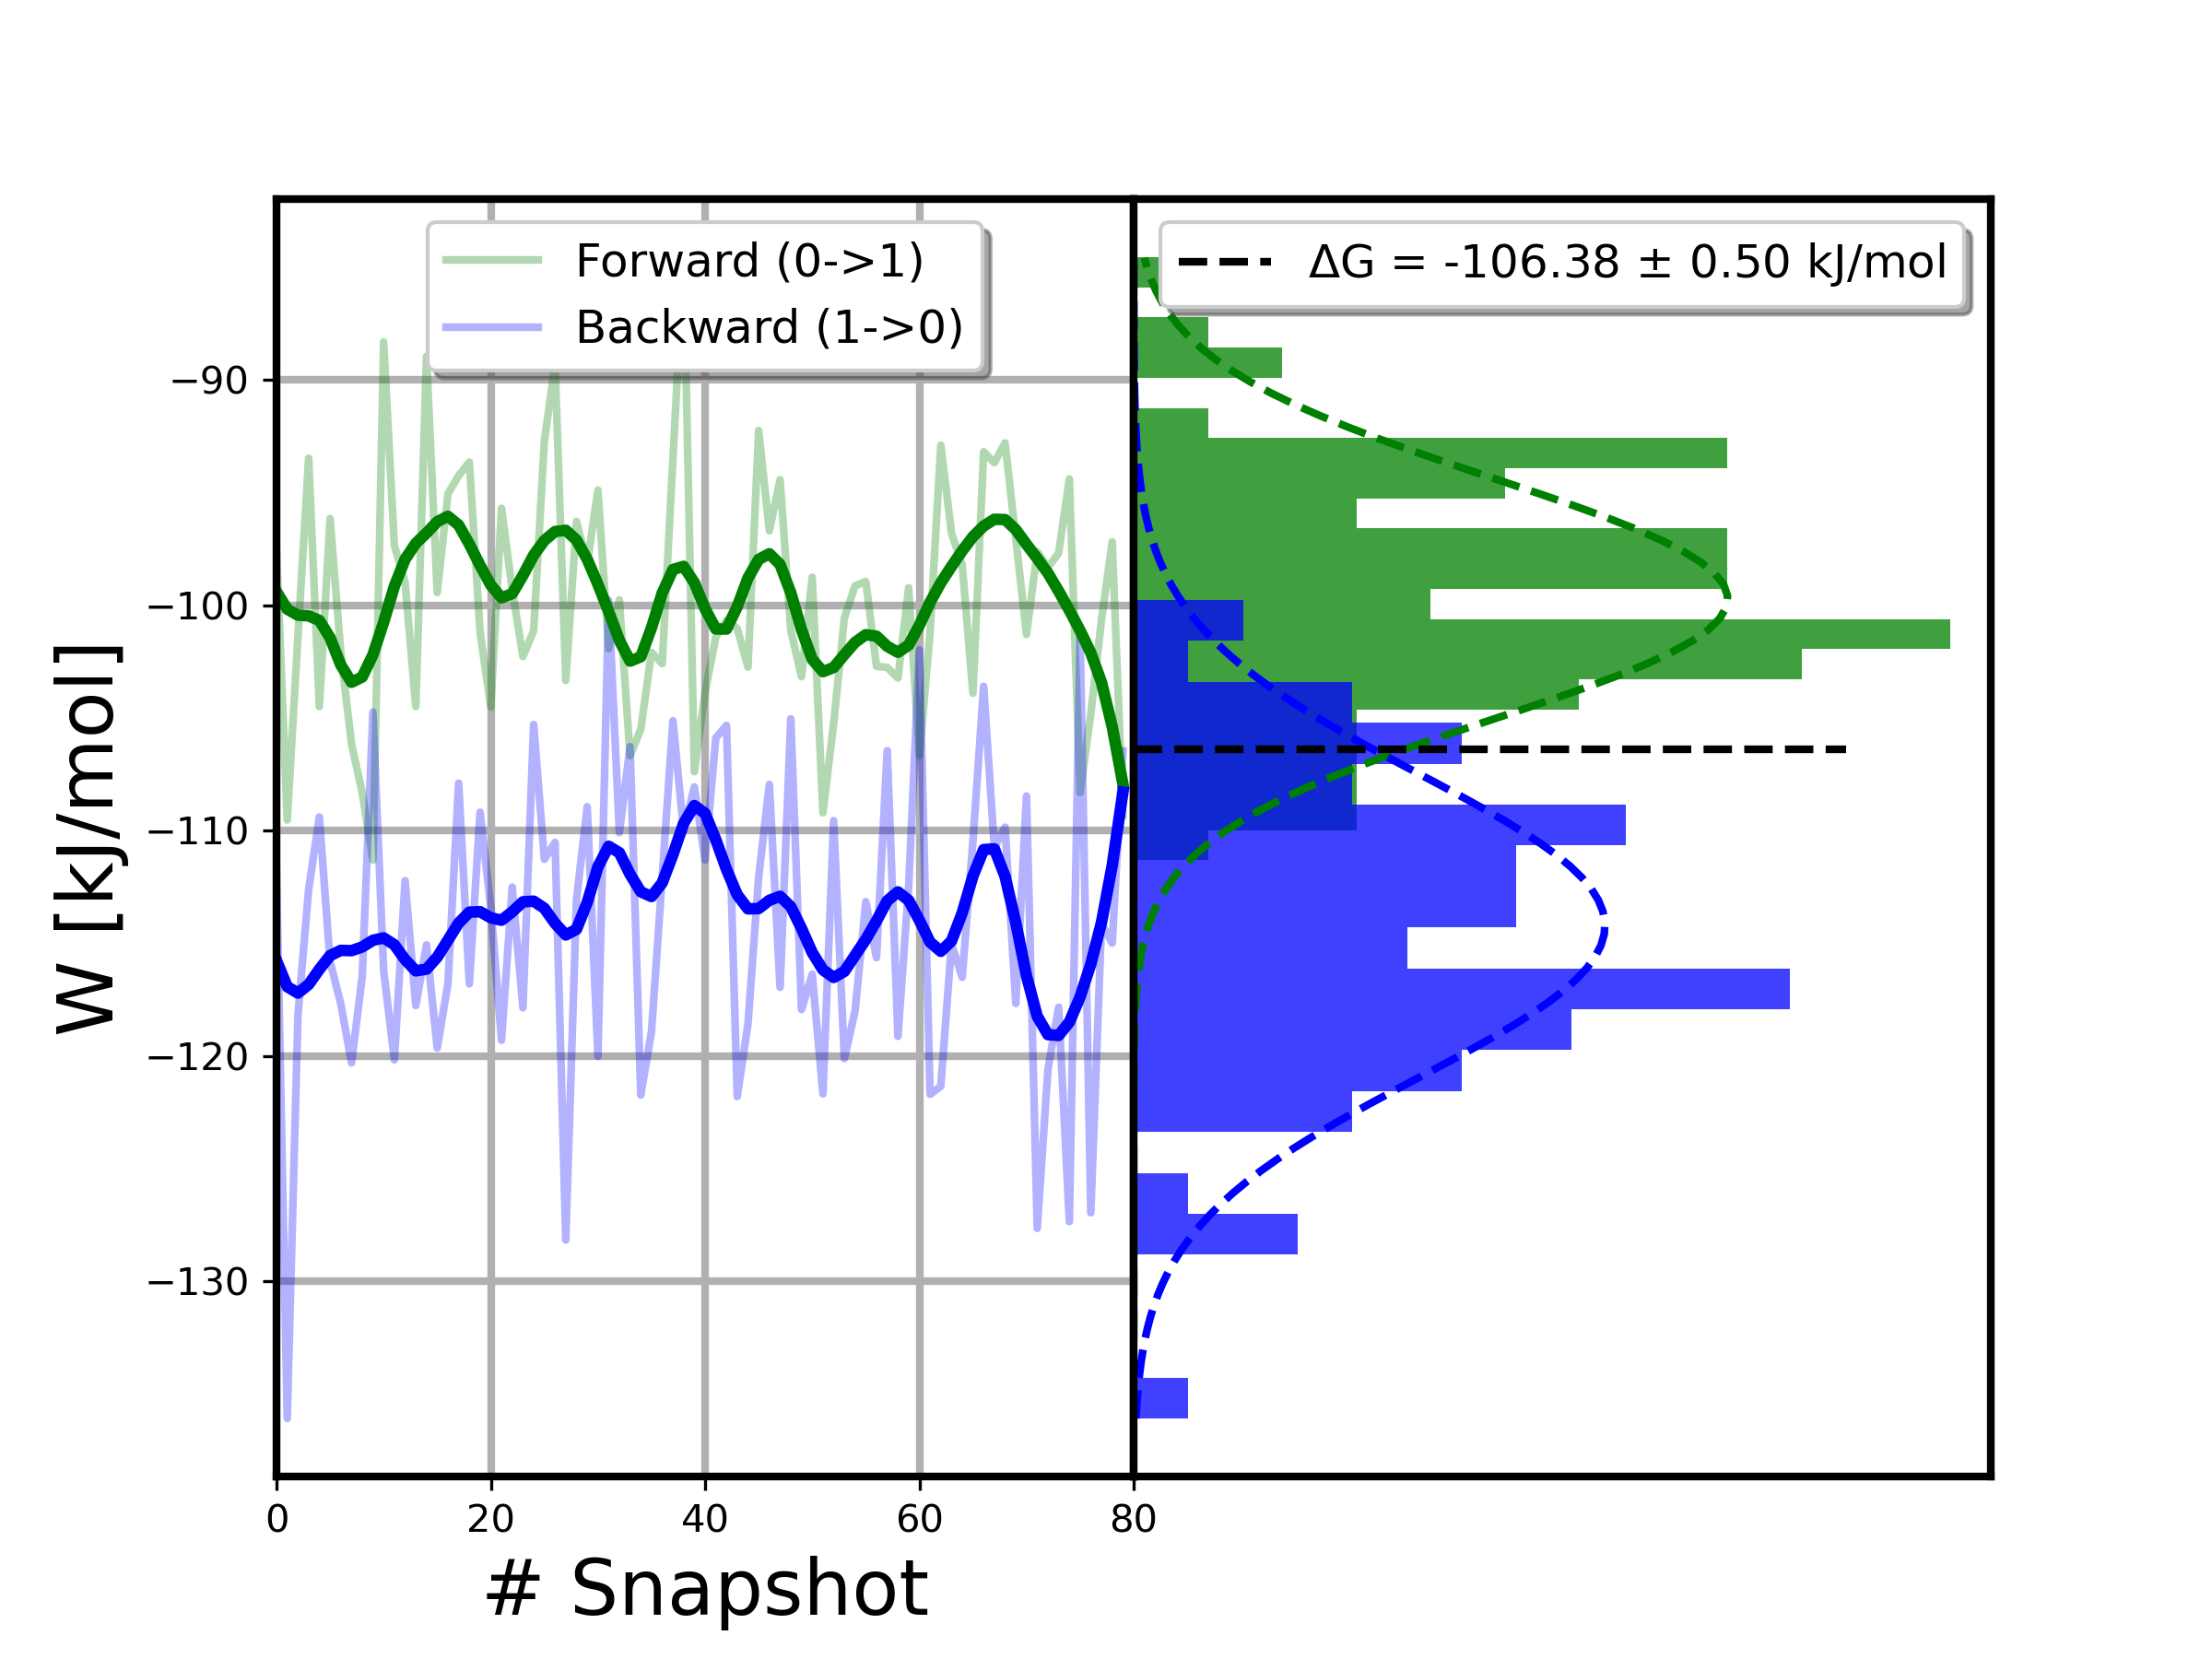 Forward (0->1)
Backward (1->0)
ΔG = -106.38 ± 0.50 kJ/mol
−90
−100
−110
−120
−130
W [kJ/mol]
0
20
40
60
80
# Snapshot